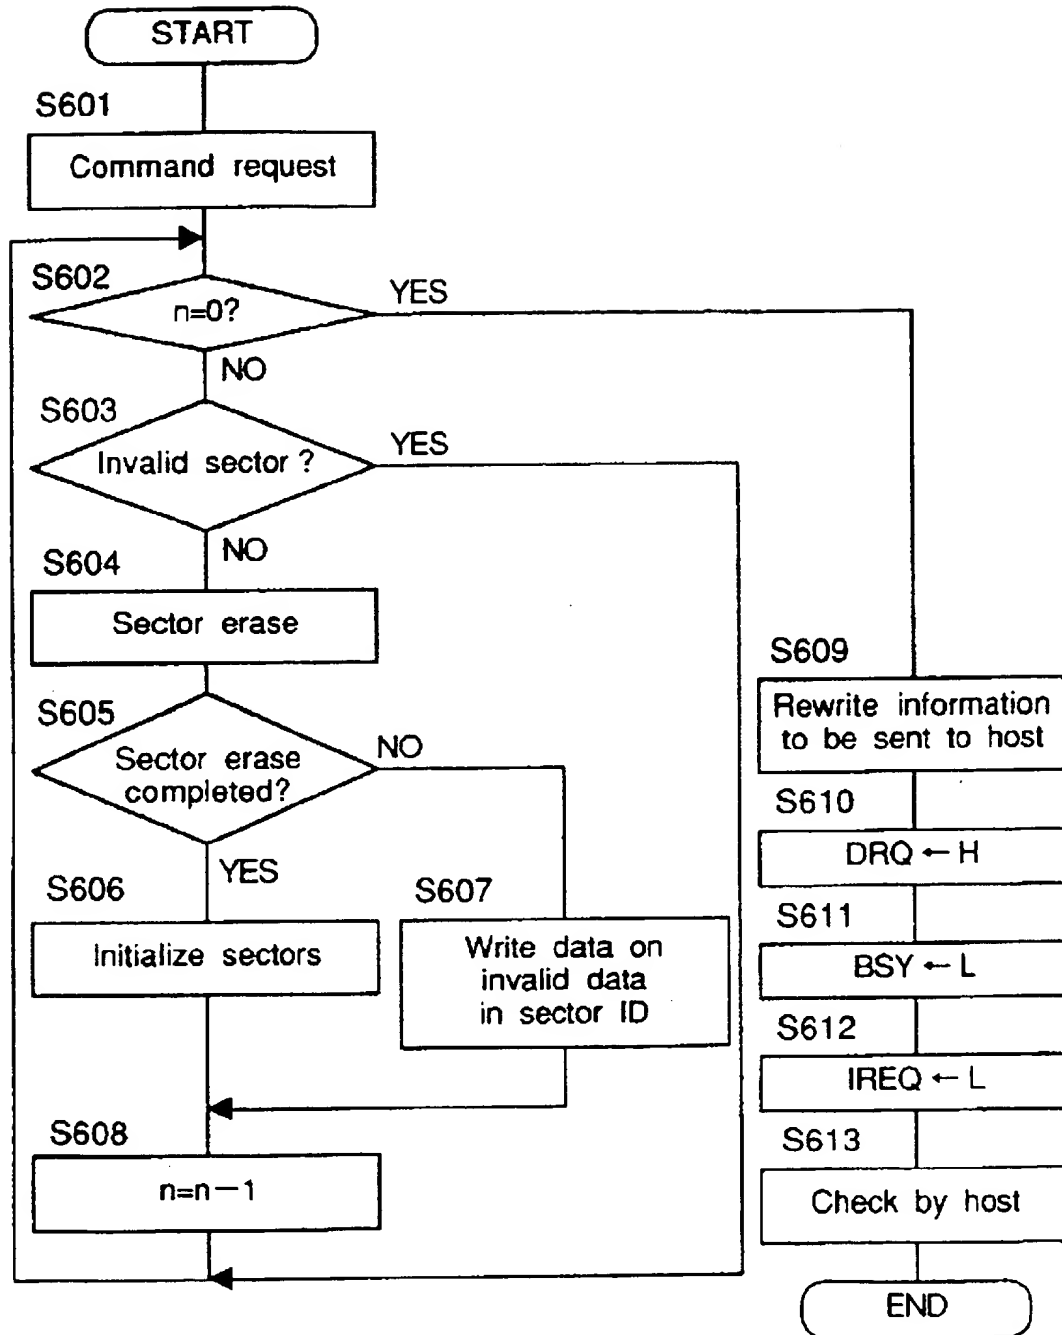 START
S601
Command request
S602
n=0?
YES
NO
S603
Invalid sector ?
YES
NO
S604
Sector erase
S605
Sector erase
completed?
NO
YES
S606
Initialize sectors
S607
Write data on
invalid data
in sector ID
S608
n=n-1
S609
Rewrite information
to be sent to host
S610
DRQ ← H
S611
BSY ← L
S612
IREQ ← L
S613
Check by host
END